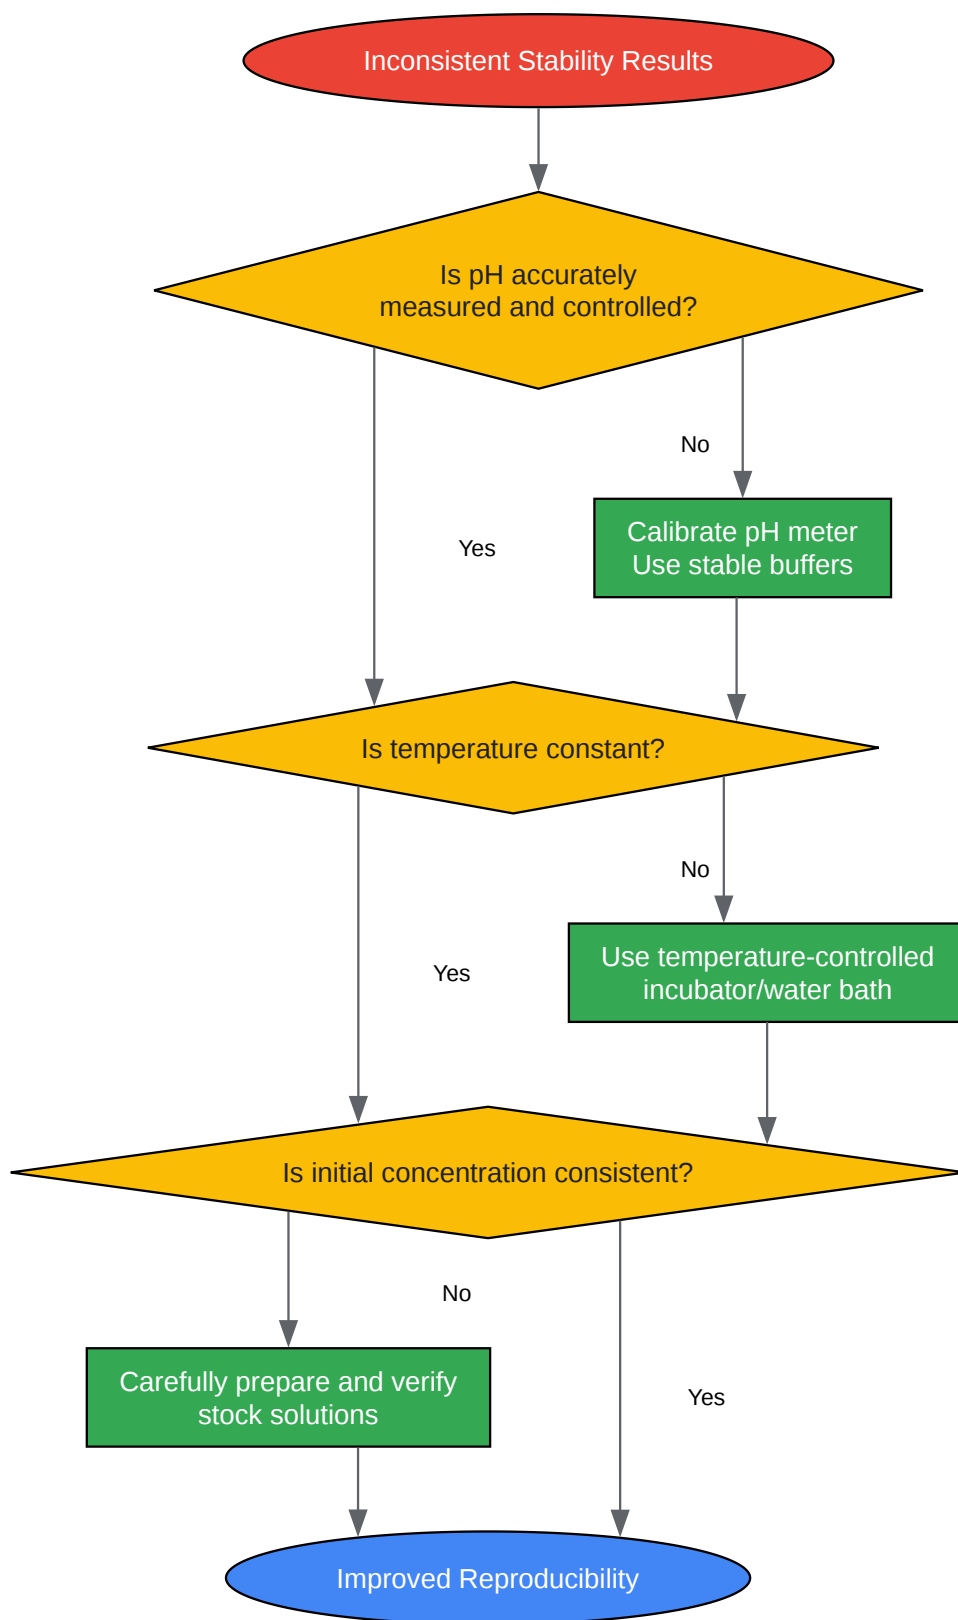 Inconsistent Stability Results
Is pH accurately
measured and controlled?
No
Calibrate pH meter
Use stable buffers
Yes
Is temperature constant?
No
Use temperature-controlled
incubator/water bath
Yes
Is initial concentration consistent?
No
Carefully prepare and verify
stock solutions
Yes
Improved Reproducibility